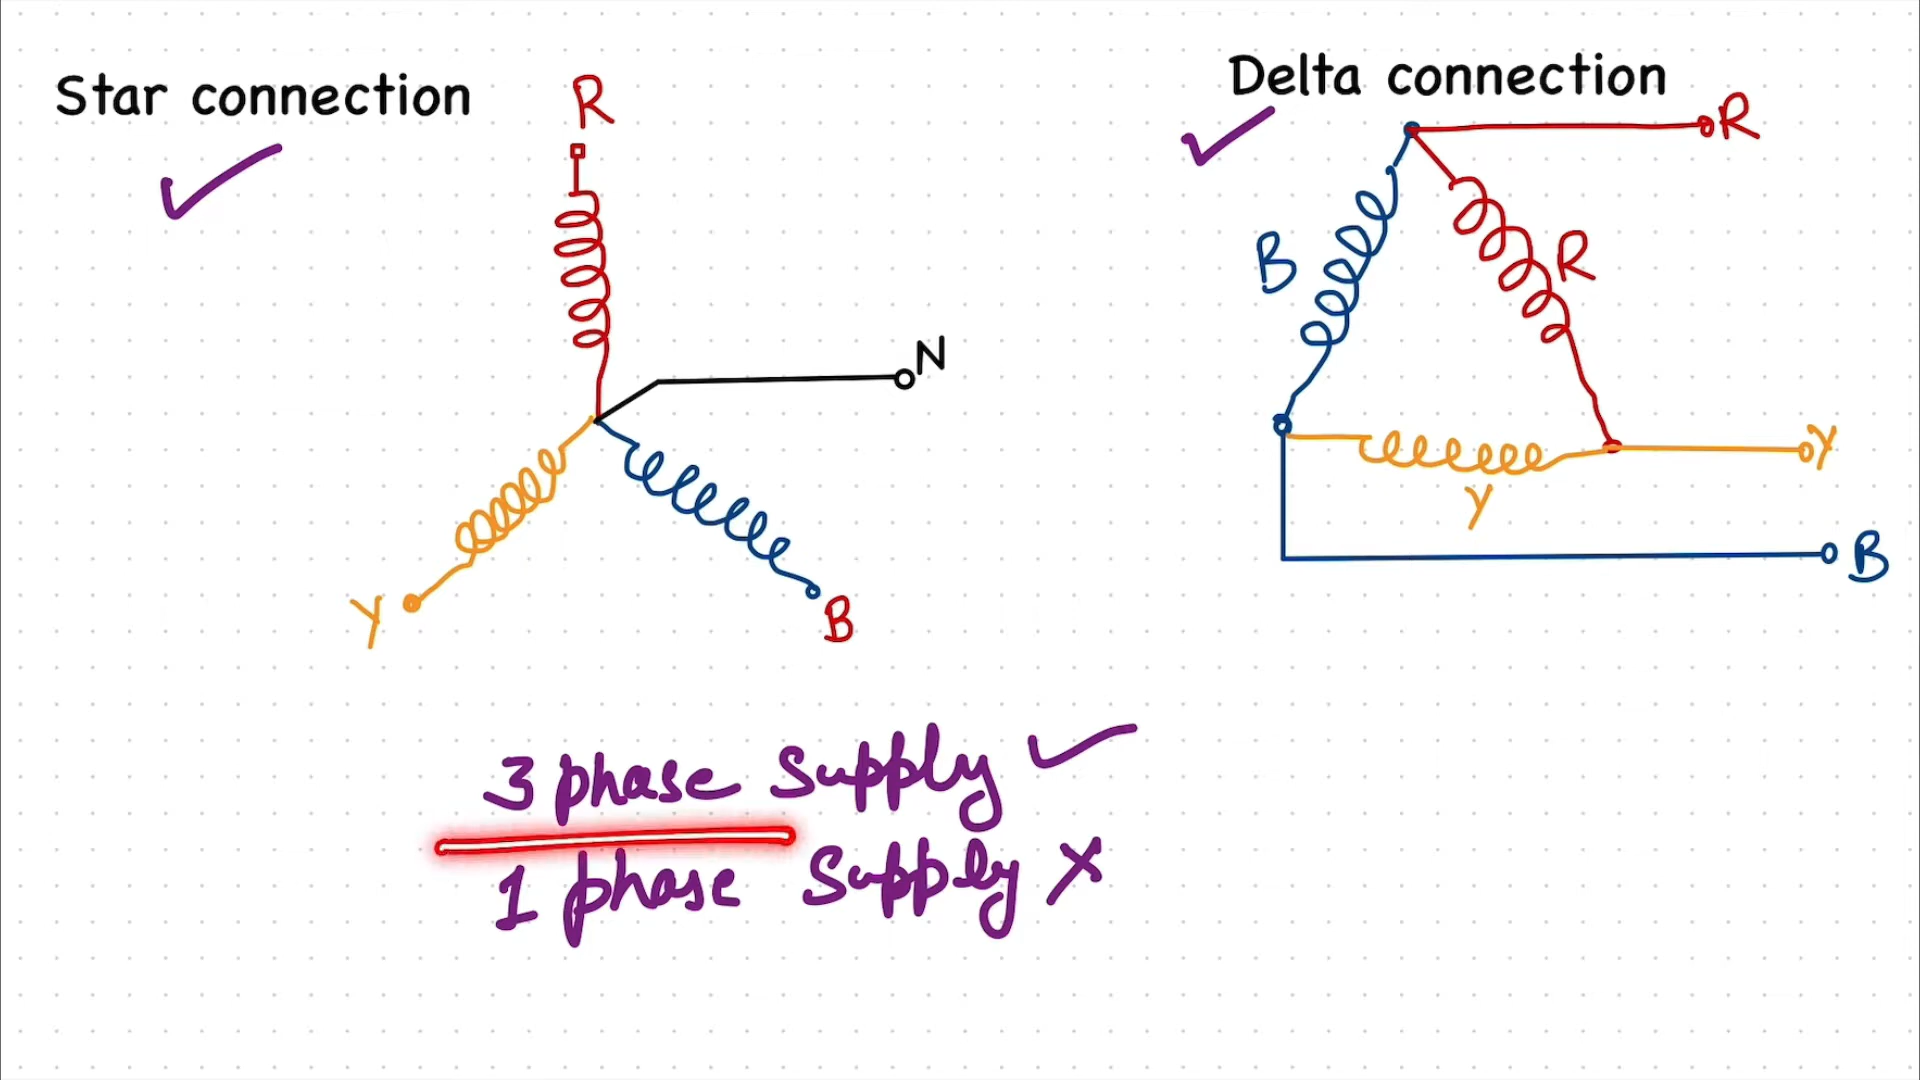 Star connection
R
N
Y
B
Delta connection
R
B
R
Y
Y
B
3 phase Supply
1 phase Supply X